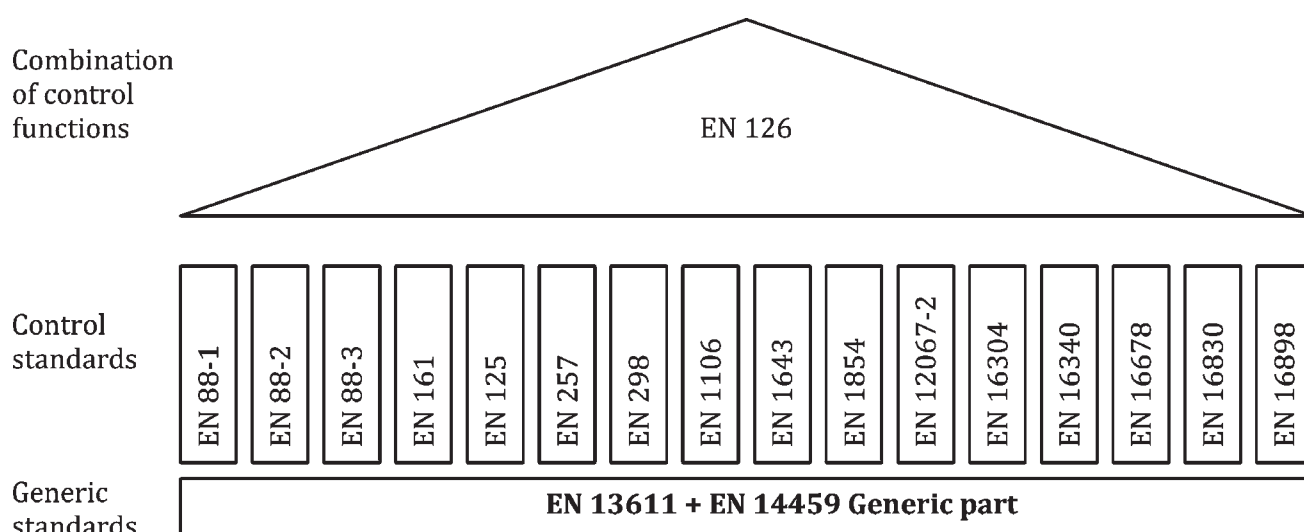 Combination
of control
functions
EN 126
Control
standards
EN 88-1
EN 88-2
EN 88-3
EN 161
EN 125
EN 257
EN 298
EN 1106
EN 1643
EN 1854
EN 12067-2
EN 16304
EN 16340
EN 16678
EN 16830
EN 16898
Generic
standards
EN 13611 + EN 14459 Generic part